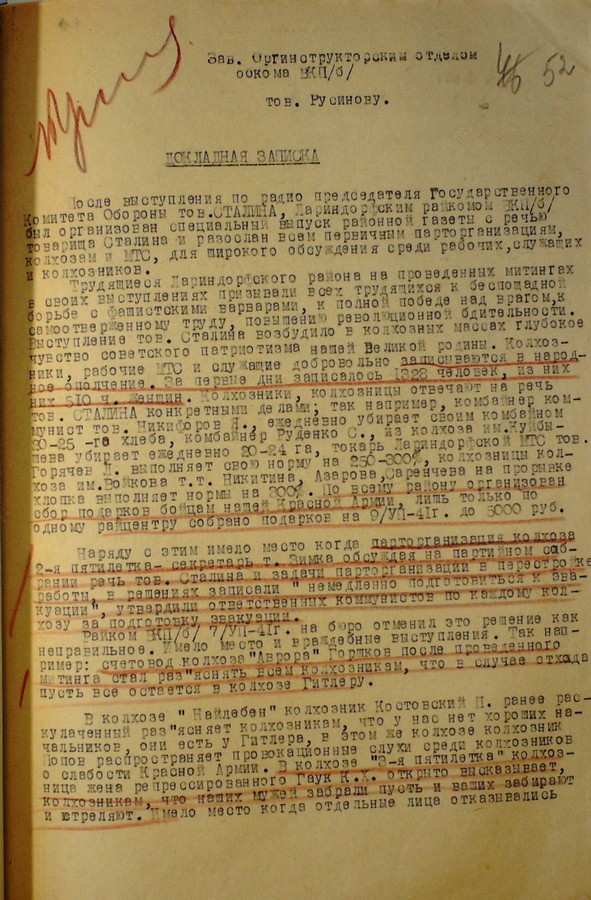 46 52
Зав. Оргинструкторским отделом
обкома ВКП/б/
тов. Русинову.
ДОКЛАДНАЯ ЗАПИСКА
После выступления по радио председателя Государственного
Комитета Обороны тов.СТАЛИНА, Лариндорфским райкомом ВКП/б/
был организован специальный выпуск районной газеты с речью
товарища Сталина и разослан всем первичным парторганизациям,
колхозам и МТС, для широкого обсуждения среди рабочих,служащих
и колхозников.
Трудящиеся Лариндорфского района на проведенных митингах
в своих выступлениях призывали всех трудящихся к беспощадной
борьбе с фашистскими варварами, к полной победе над врагом,к
самоотверженному труду, повышению революционной бдительности.
Выступление тов. Сталина возбудило в колхозных массах глубокое
чувство советского патриотизма нашей Великой родины. Колхоз-
ники, рабочие МТС и служащие добровольно записываются в народ-
ное ополчение. За первые дни записалось 1328 человек, из них
них 510 ч. женщин. Колхозники, колхозницы отвечают на речь
тов. СТАЛИНА конкретными делами; так например, комбайнер ком-
мунист тов. Никифоров Я., ежедневно убирает своим комбайном
20-25 -га хлеба, комбайнер Руденко С., из колхоза им.Куйбы-
шева убирает ежедневно 20-24 га, токарь Лариндорфской МТС тов.
Горячев Л. выполняет свою норму на 250-300%, колхозницы кол-
хоза им.Войкова т.т. Никитина, Азарова,Саренчева на прорывке
хлопка выполняет нормы на 200%. По всему району организован
сбор подарков бойцам нашей Красной Армии, лишь только по
одному райцентру собрано подарков на 9/УП-41г. до 5000 руб.
Наряду с этим имело место когда парторганизация колхоза
2-я пятилетка- секретарь т. Зимка обсуждая на партийном соб-
рании речь тов. Сталина и задачи парторганизации в перестройке
работы, в решениях записали " немедленно подготовиться к эва-
куации", утвердили ответственных коммунистов по каждому кол-
хозу за подготовку эвакуации.
Райком ВКП/б/ 7/УП-41г. на бюро отменил это решение как
неправильное. Имело место и враждебные выступления. Так нап-
ример: счетовод колхоза "Аврора" Горшков после проведенного
митинга стал раз"яснять всем колхозникам, что в случае отхода
пусть все остается в колхозе Гитлеру.
В колхозе " Найлебен" колхозник Костовский П. ранее рас-
кулаченный раз"ясняет колхозникам, что у нас нет хороших на-
чальников, они есть у Гитлера, в этом же колхозе колхозник
Попов распространяет провокационные слухи среди колхозников
о слабости Красной Армии. В колхозе "2-я пятилетка" колхоз-
ница жена репрессированного Гаук К.Х. открыто высказывает,
колхозникам, что наших мужей забрали пусть и ваших забирают
и стреляют. Имело место когда отдельные лица отказывались